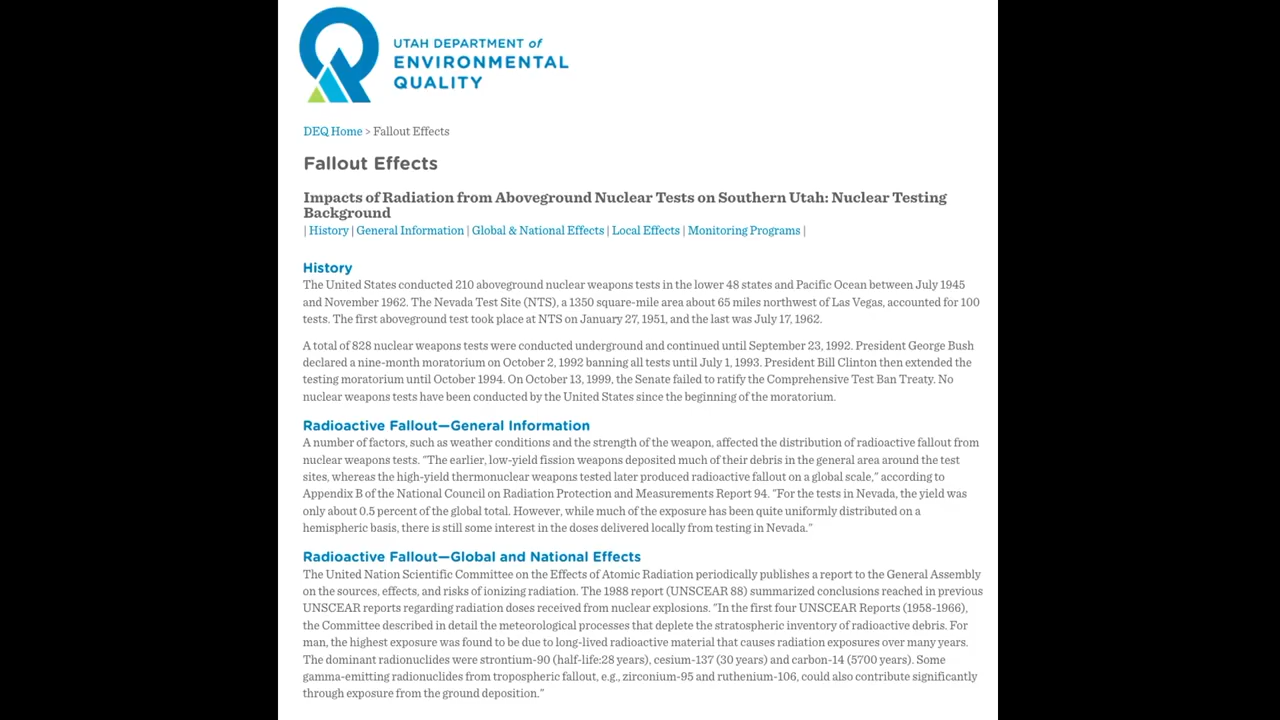 UTAH DEPARTMENT of
ENVIRONMENTAL
QUALITY
DEQ Home > Fallout Effects
Fallout Effects
Impacts of Radiation from Aboveground Nuclear Tests on Southern Utah: Nuclear Testing
Background
| History | General Information | Global & National Effects | Local Effects | Monitoring Programs |
History
The United States conducted 210 aboveground nuclear weapons tests in the lower 48 states and Pacific Ocean between July 1945
and November 1962. The Nevada Test Site (NTS), a 1350 square-mile area about 65 miles northwest of Las Vegas, accounted for 100
tests. The first aboveground test took place at NTS on January 27, 1951, and the last was July 17, 1962.
A total of 828 nuclear weapons tests were conducted underground and continued until September 23, 1992. President George Bush
declared a nine-month moratorium on October 2, 1992 banning all tests until July 1, 1993. President Bill Clinton then extended the
testing moratorium until October 1994. On October 13, 1999, the Senate failed to ratify the Comprehensive Test Ban Treaty. No
nuclear weapons tests have been conducted by the United States since the beginning of the moratorium.
Radioactive Fallout—General Information
A number of factors, such as weather conditions and the strength of the weapon, affected the distribution of radioactive fallout from
nuclear weapons tests. "The earlier, low-yield fission weapons deposited much of their debris in the general area around the test
sites, whereas the high-yield thermonuclear weapons tested later produced radioactive fallout on a global scale," according to
Appendix B of the National Council on Radiation Protection and Measurements Report 94. "For the tests in Nevada, the yield was
only about 0.5 percent of the global total. However, while much of the exposure has been quite uniformly distributed on a
hemispheric basis, there is still some interest in the doses delivered locally from testing in Nevada."
Radioactive Fallout—Global and National Effects
The United Nation Scientific Committee on the Effects of Atomic Radiation periodically publishes a report to the General Assembly
on the sources, effects, and risks of ionizing radiation. The 1988 report (UNSCEAR 88) summarized conclusions reached in previous
UNSCEAR reports regarding radiation doses received from nuclear explosions. "In the first four UNSCEAR Reports (1958-1966),
the Committee described in detail the meteorological processes that deplete the stratospheric inventory of radioactive debris. For
man, the highest exposure was found to be due to long-lived radioactive material that causes radiation exposures over many years.
The dominant radionuclides were strontium-90 (half-life:28 years), cesium-137 (30 years) and carbon-14 (5700 years). Some
gamma-emitting radionuclides from tropospheric fallout, e.g., zirconium-95 and ruthenium-106, could also contribute significantly
through exposure from the ground deposition."